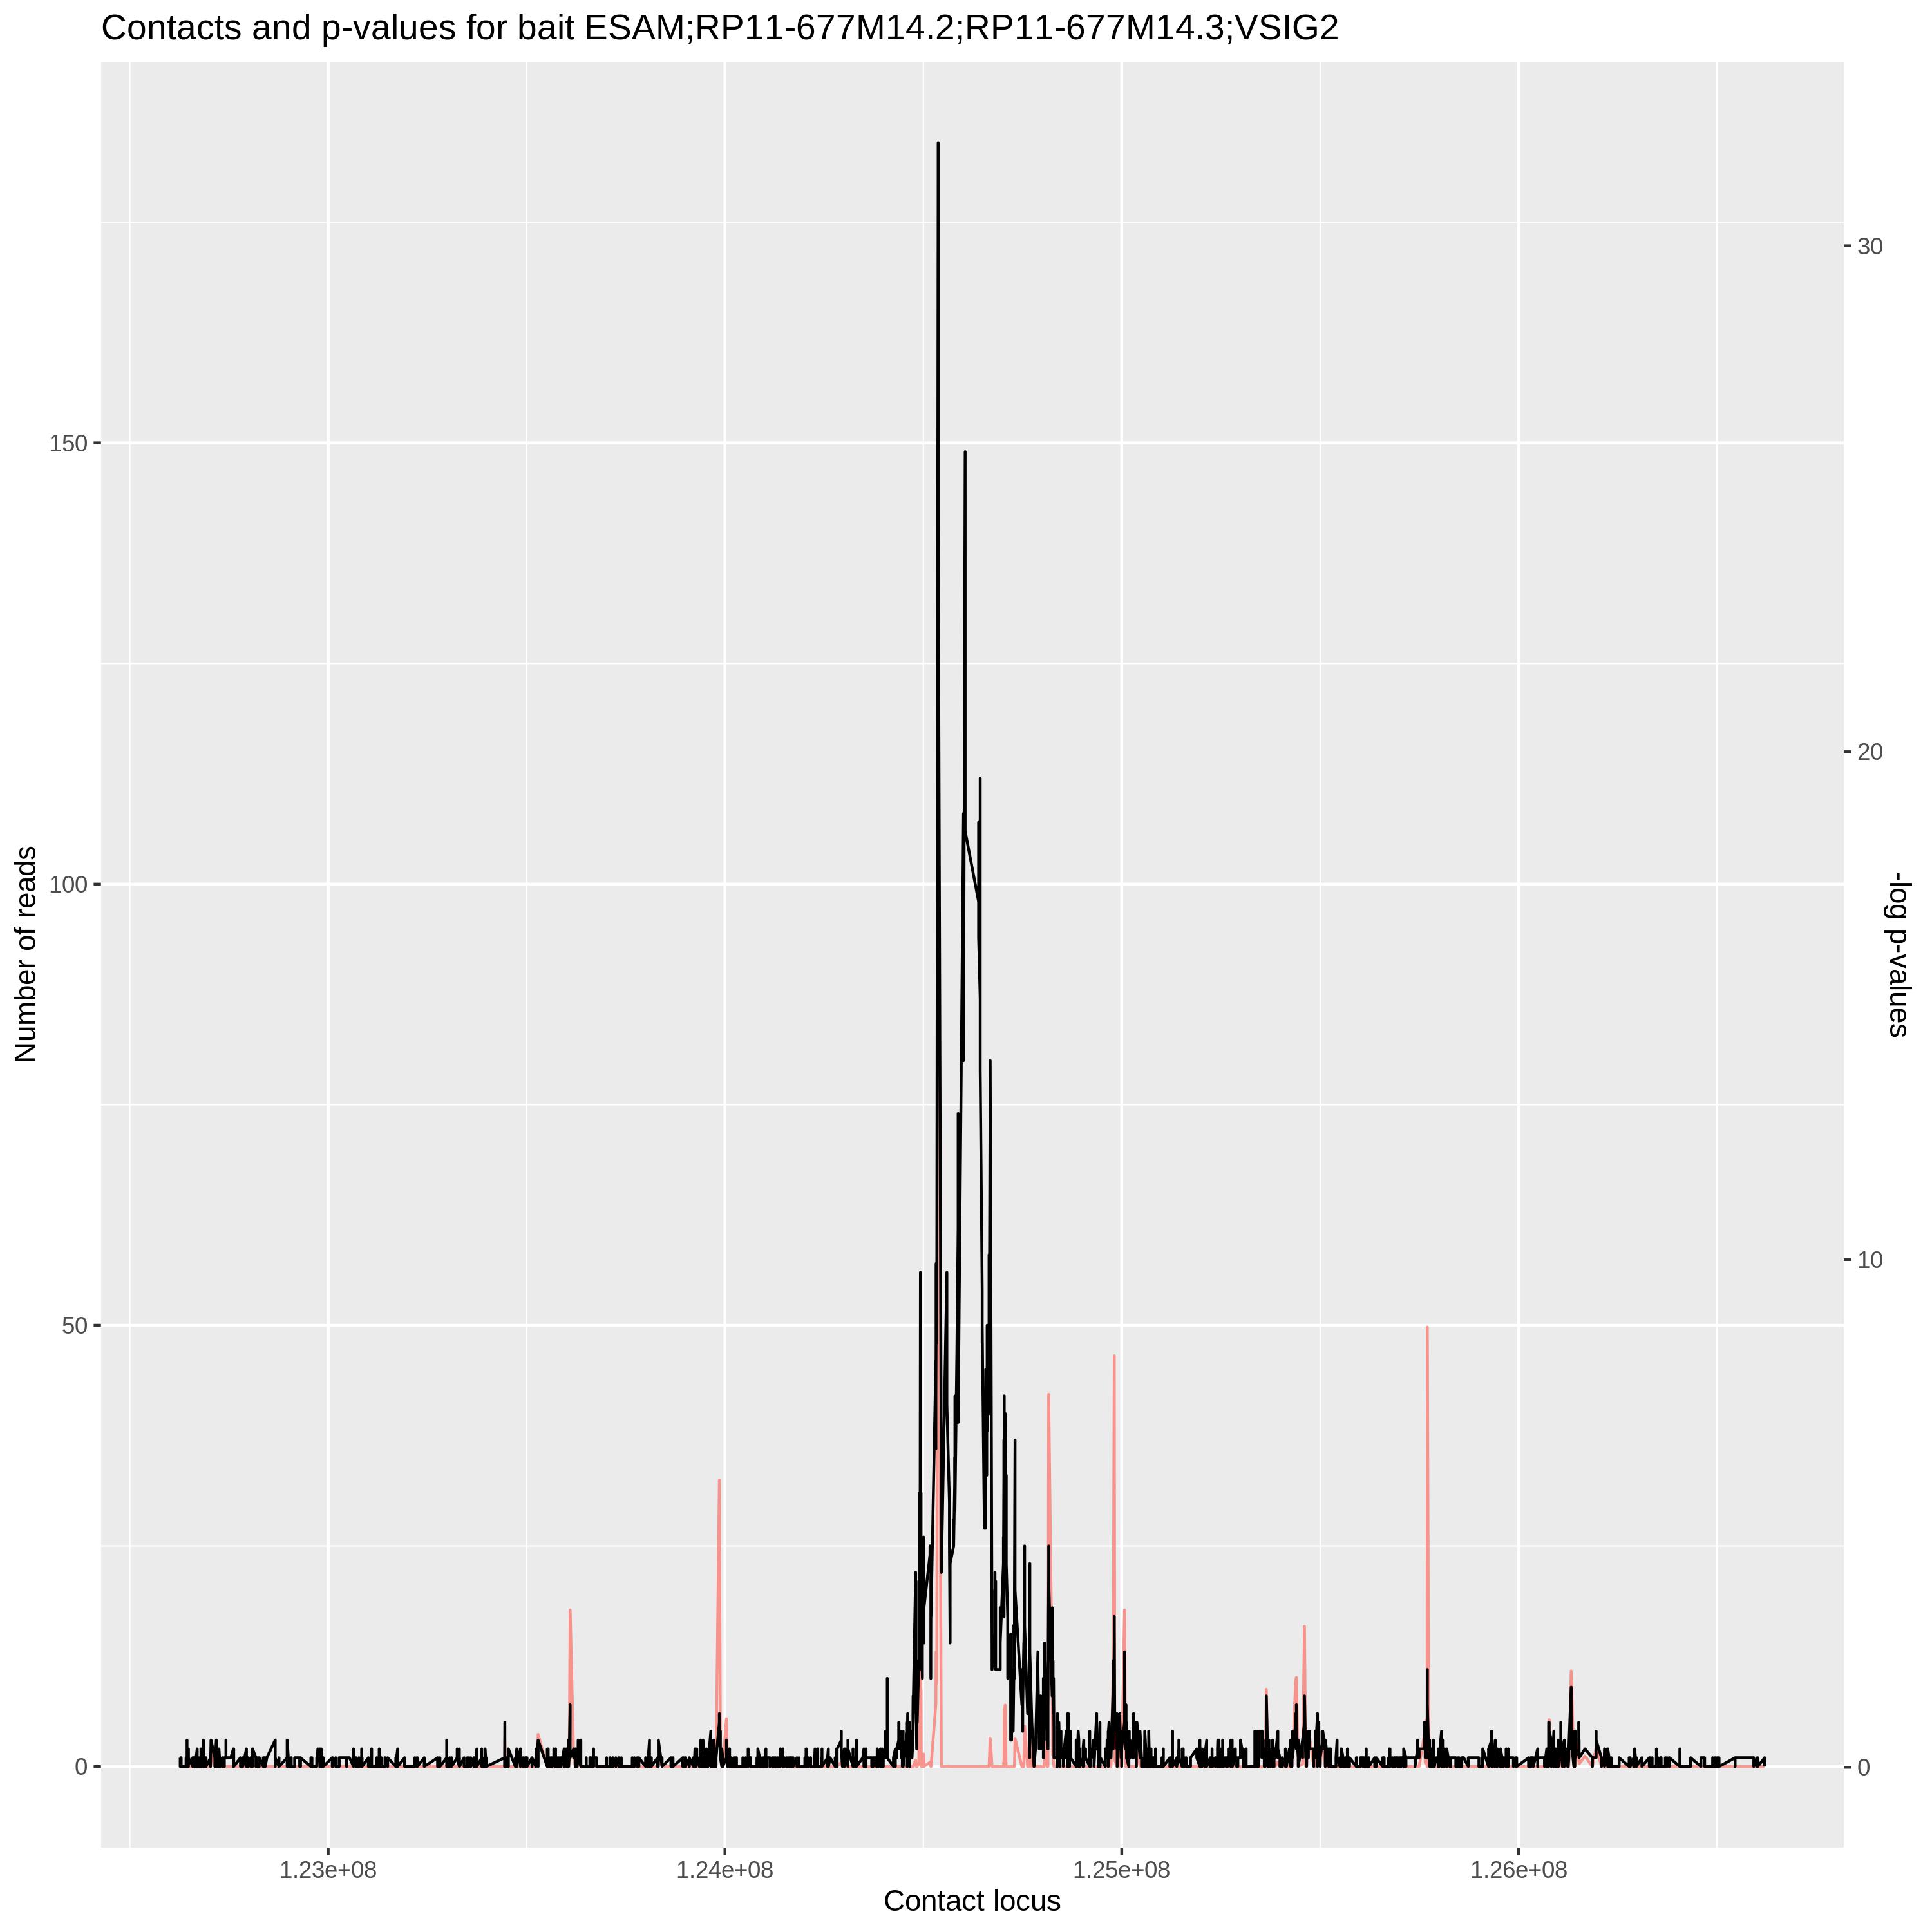 Contacts and p-values for bait ESAM;RP11-677M14.2;RP11-677M14.3;VSIG2
150
100
50
0
Number of reads
30
20
10
0
-log p-values
1.23e+08
1.24e+08
1.25e+08
1.26e+08
Contact locus